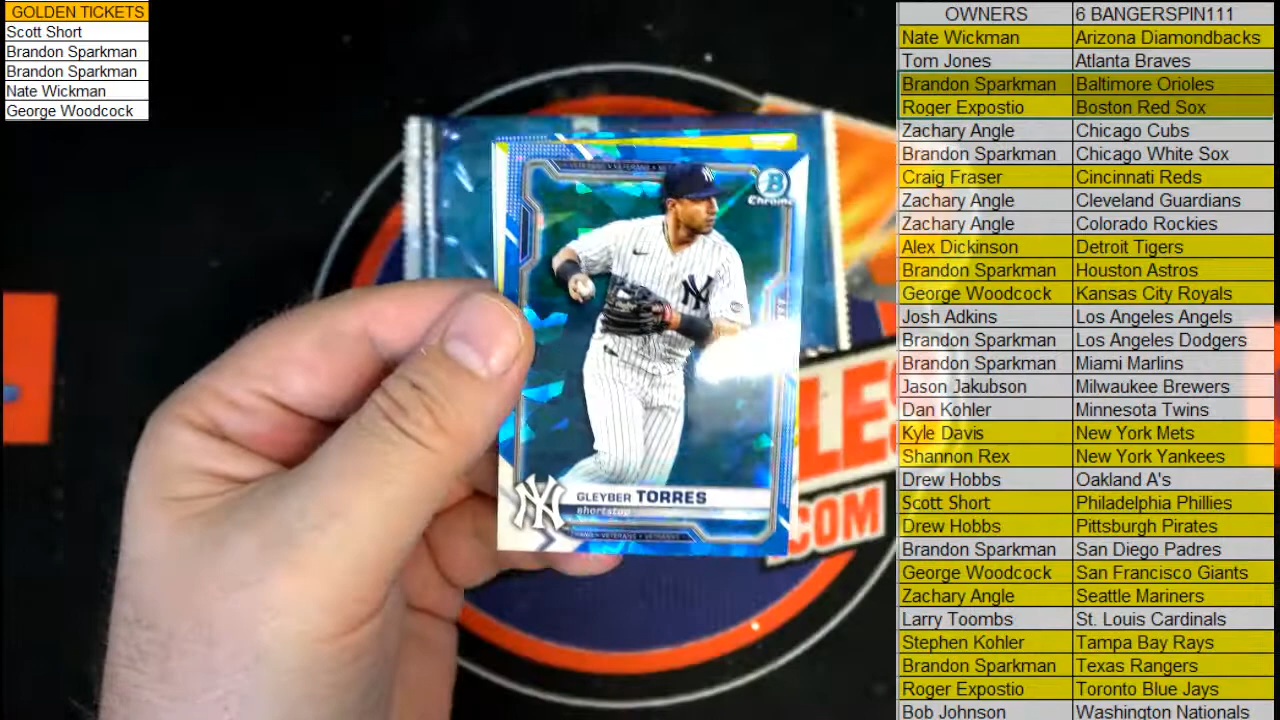 GOLDEN TICKETS
Scott Short
Brandon Sparkman
Brandon Sparkman
Nate Wickman
George Woodcock
B
Chrome
NY
NY
GLEYBER TORRES
shortstop
LES
.COM
OWNERS 6 BANGERSPIN111
Nate Wickman Arizona Diamondbacks
Tom Jones Atlanta Braves
Brandon Sparkman Baltimore Orioles
Roger Expostio Boston Red Sox
Zachary Angle Chicago Cubs
Brandon Sparkman Chicago White Sox
Craig Fraser Cincinnati Reds
Zachary Angle Cleveland Guardians
Zachary Angle Colorado Rockies
Alex Dickinson Detroit Tigers
Brandon Sparkman Houston Astros
George Woodcock Kansas City Royals
Josh Adkins Los Angeles Angels
Brandon Sparkman Los Angeles Dodgers
Brandon Sparkman Miami Marlins
Jason Jakubson Milwaukee Brewers
Dan Kohler Minnesota Twins
Kyle Davis New York Mets
Shannon Rex New York Yankees
Drew Hobbs Oakland A's
Scott Short Philadelphia Phillies
Drew Hobbs Pittsburgh Pirates
Brandon Sparkman San Diego Padres
George Woodcock San Francisco Giants
Zachary Angle Seattle Mariners
Larry Toombs St. Louis Cardinals
Stephen Kohler Tampa Bay Rays
Brandon Sparkman Texas Rangers
Roger Expostio Toronto Blue Jays
Bob Johnson Washington Nationals